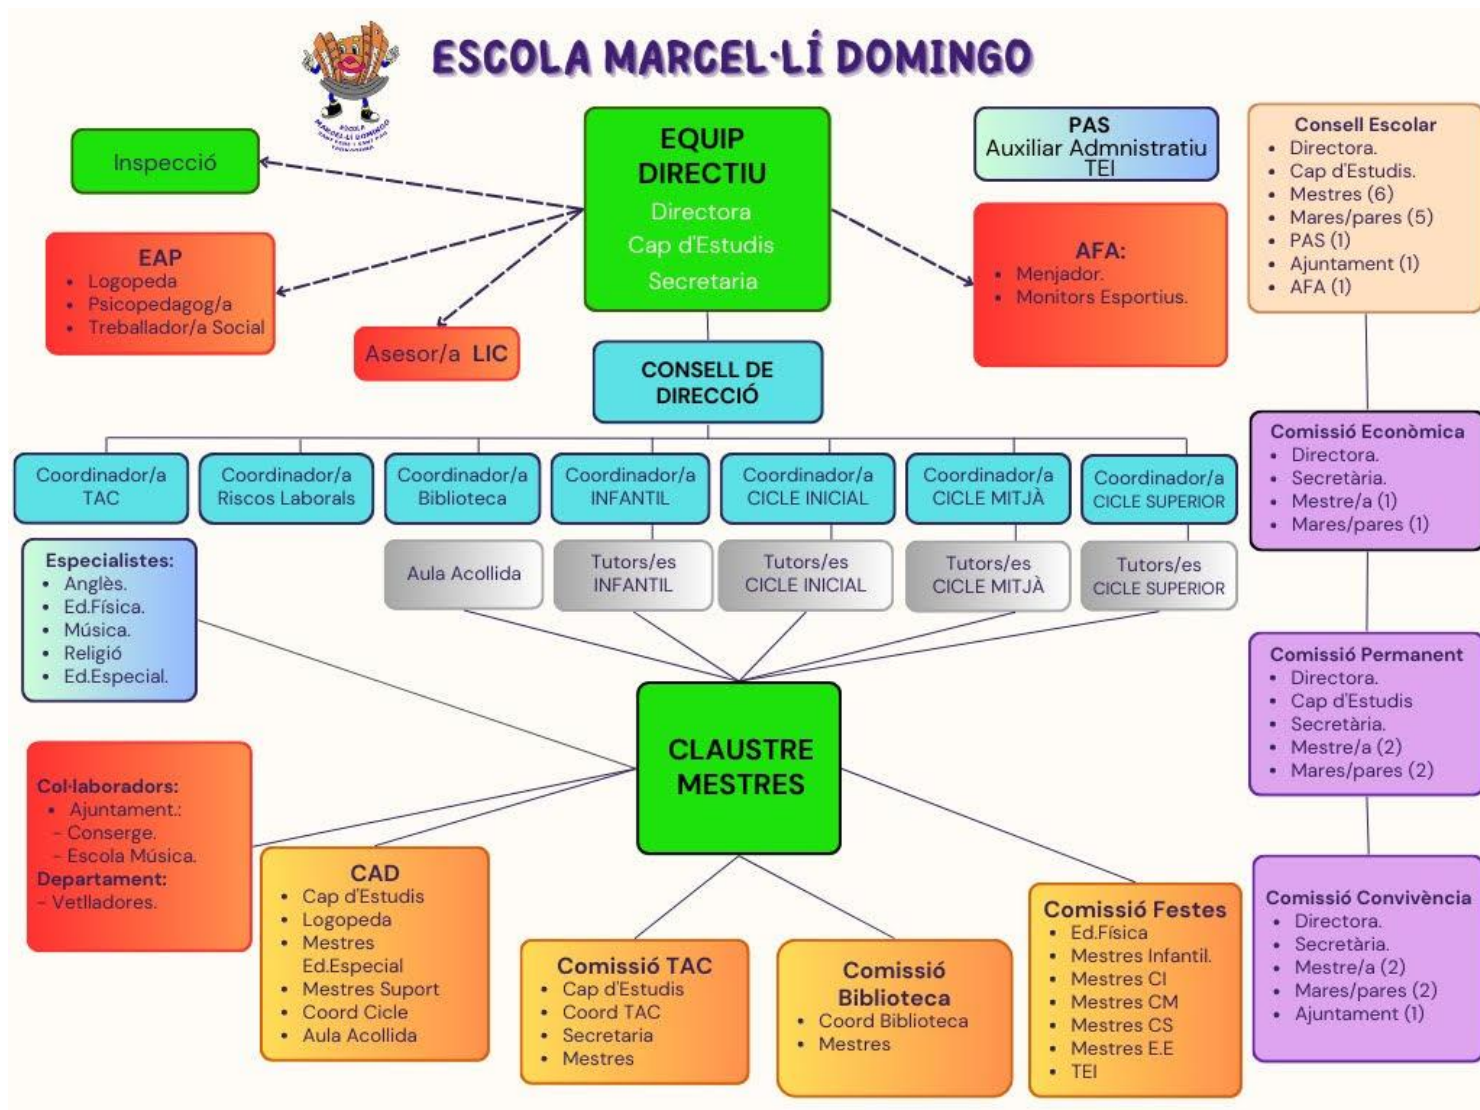 ESCOLA MARCEL·LÍ DOMINGO
ESCOLA
MARCEL·LÍ DOMINGO
Inspecció
EQUIP
DIRECTIU
Directora
Cap d'Estudis
Secretaria
PAS
Auxiliar Admnistratiu
TEI
Consell Escolar
• Directora.
• Cap d'Estudis.
• Mestres (6)
• Mares/pares (5)
• PAS (1)
• Ajuntament (1)
• AFA (1)
EAP
• Logopeda
• Psicopedagog/a
• Treballador/a Social
Asesor/a LIC
AFA:
• Menjador.
• Monitors Esportius.
CONSELL DE
DIRECCIÓ
Coordinador/a
TAC
Coordinador/a
Riscos Laborals
Coordinador/a
Biblioteca
Coordinador/a
INFANTIL
Coordinador/a
CICLE INICIAL
Coordinador/a
CICLE MITJÀ
Coordinador/a
CICLE SUPERIOR
Comissió Econòmica
• Directora.
• Secretària.
• Mestre/a (1)
• Mares/pares (1)
Especialistes:
• Anglès.
• Ed.Física.
• Música.
• Religió
• Ed.Especial.
Aula Acollida
Tutors/es
INFANTIL
Tutors/es
CICLE INICIAL
Tutors/es
CICLE MITJÀ
Tutors/es
CICLE SUPERIOR
Comissió Permanent
• Directora.
• Cap d'Estudis
• Secretària.
• Mestre/a (2)
• Mares/pares (2)
CLAUSTRE
MESTRES
Col·laboradors:
• Ajuntament.:
- Conserge.
- Escola Música.
Departament:
- Vetlladores.
CAD
• Cap d'Estudis
• Logopeda
• Mestres
Ed.Especial
• Mestres Suport
• Coord Cicle
• Aula Acollida
Comissió TAC
• Cap d'Estudis
• Coord TAC
• Secretaria
• Mestres
Comissió
Biblioteca
• Coord Biblioteca
• Mestres
Comissió Festes
• Ed.Física
• Mestres Infantil.
• Mestres CI
• Mestres CM
• Mestres CS
• Mestres E.E
• TEI
Comissió Convivència
• Directora.
• Secretària.
• Mestre/a (2)
• Mares/pares (2)
• Ajuntament (1)